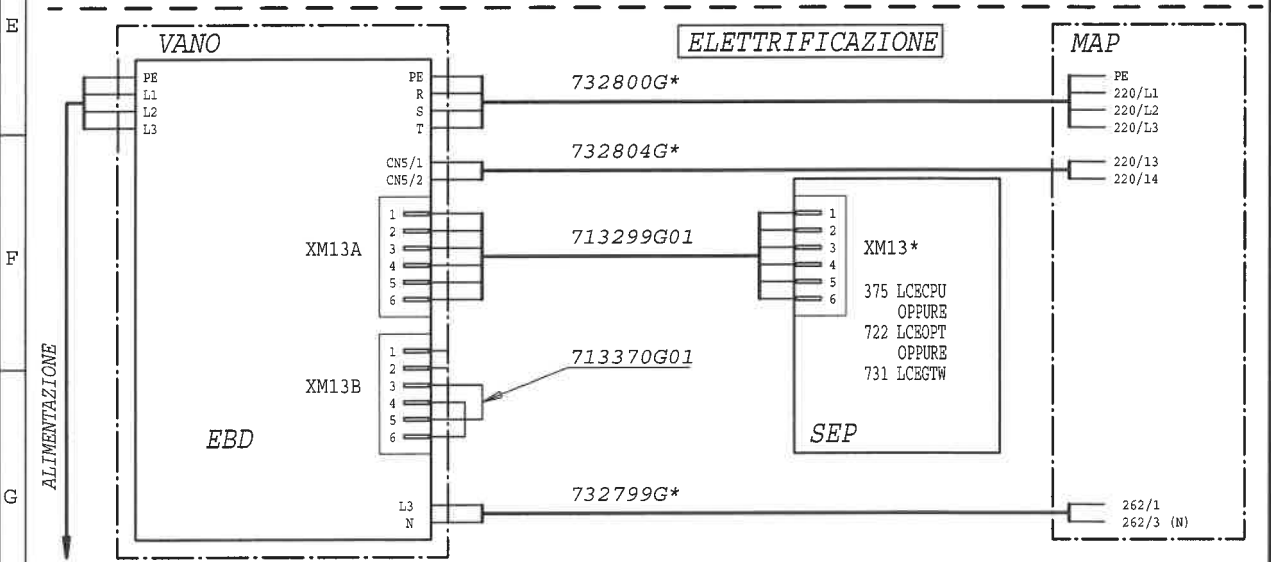 E
F
G
VANO
ELETTRIFICAZIONE
MAP
PE
L1
L2
L3
PE
R
S
T
732800G*
PE
220/L1
220/L2
220/L3
CN5/1
CN5/2
732804G*
220/13
220/14
XM13A
1
2
3
4
5
6
713299G01
1
2
3
4
5
6
XM13*
375 LCECPU
OPPURE
722 LCEOPT
OPPURE
731 LCEGTW
SEP
XM13B
1
2
3
4
5
6
713370G01
EBD
ALIMENTAZIONE
L3
N
732799G*
262/1
262/3 (N)